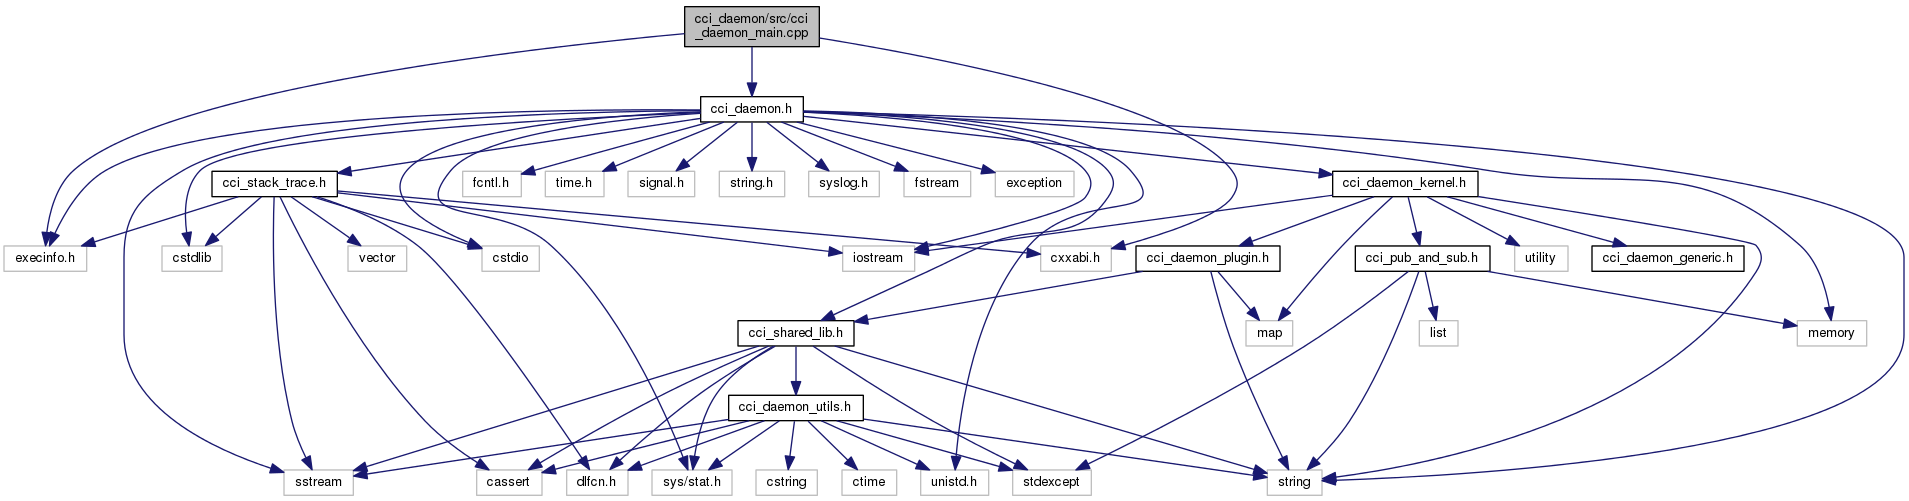 cci_daemon/src/cci
_daemon_main.cpp
cci_daemon.h
cci_stack_trace.h
fcntl.h
time.h
signal.h
string.h
syslog.h
fstream
exception
cci_daemon_kernel.h
execinfo.h
cstdlib
vector
cstdio
iostream
cxxabi.h
cci_daemon_plugin.h
cci_pub_and_sub.h
utility
cci_daemon_generic.h
cci_shared_lib.h
map
list
memory
cci_daemon_utils.h
sstream
cassert
dlfcn.h
sys/stat.h
cstring
ctime
unistd.h
stdexcept
string